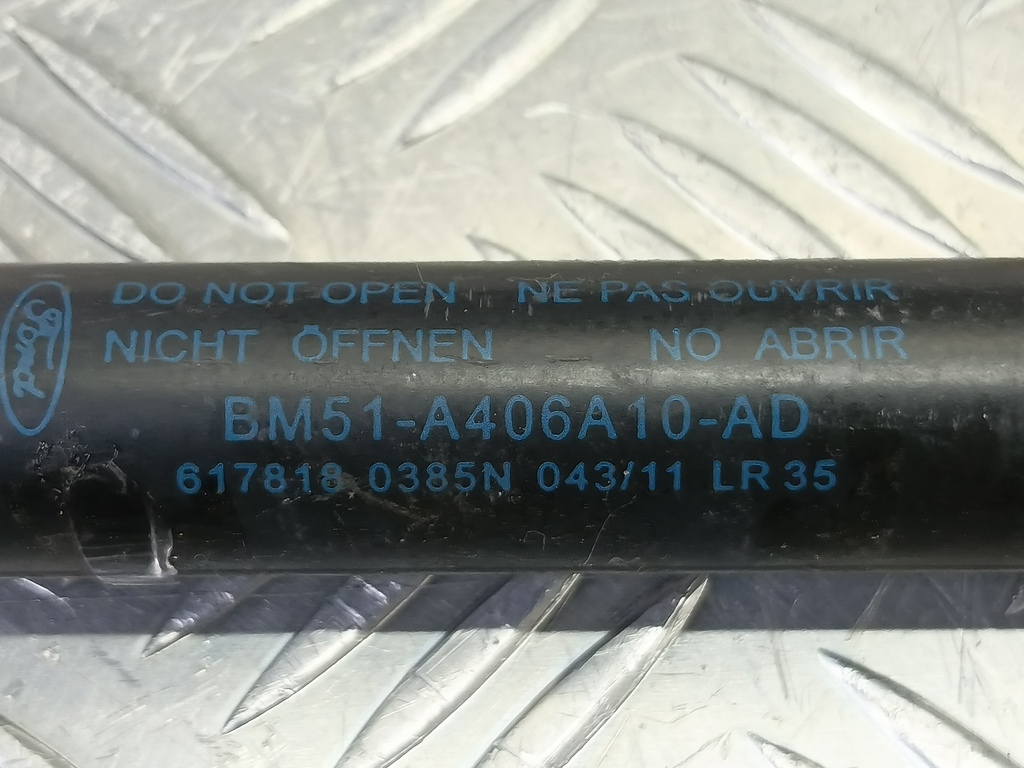 Ford
DO NOT OPEN NE PAS OUVRIR
NICHT ÖFFNEN NO ABRIR
BM51-A406A10-AD
617818 0385N 043/11 LR 35